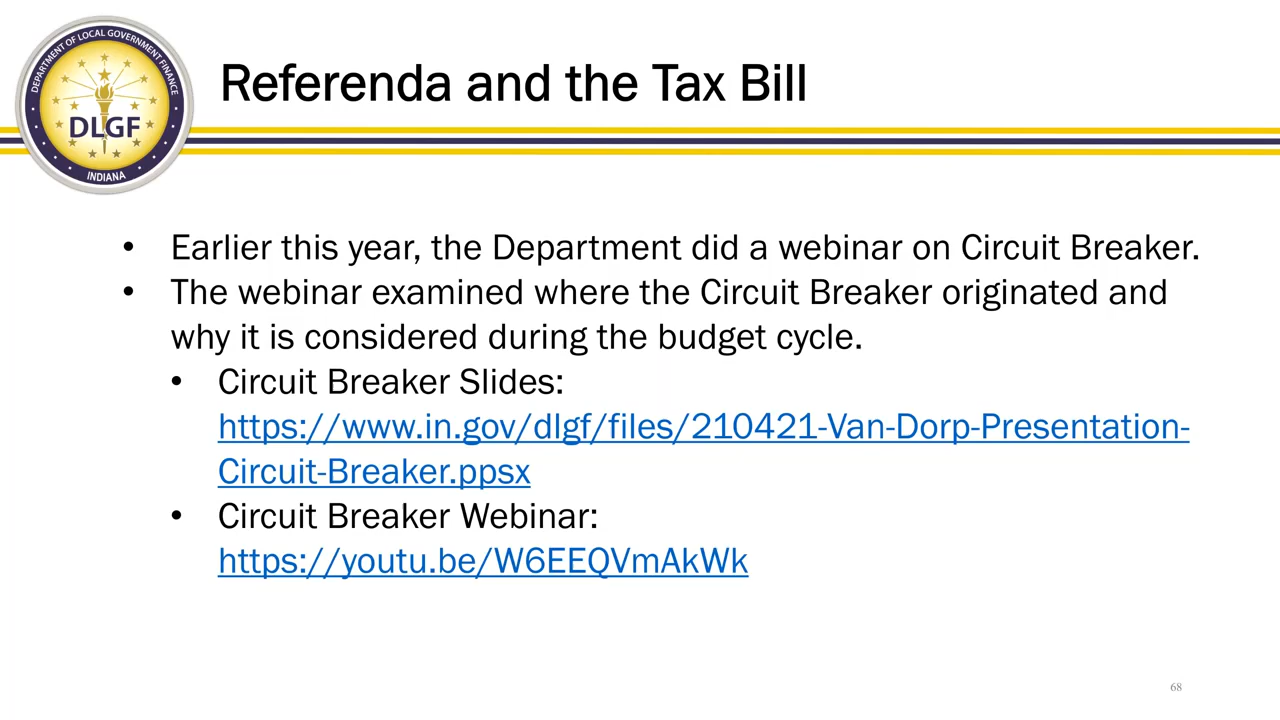 DEPARTMENT OF LOCAL GOVERNMENT FINANCE
DLGF
INDIANA
Referenda and the Tax Bill
• Earlier this year, the Department did a webinar on Circuit Breaker.
• The webinar examined where the Circuit Breaker originated and
why it is considered during the budget cycle.
• Circuit Breaker Slides:
https://www.in.gov/dlgf/files/210421-Van-Dorp-Presentation-
Circuit-Breaker.ppsx
• Circuit Breaker Webinar:
https://youtu.be/W6EEQVmAkWk
68